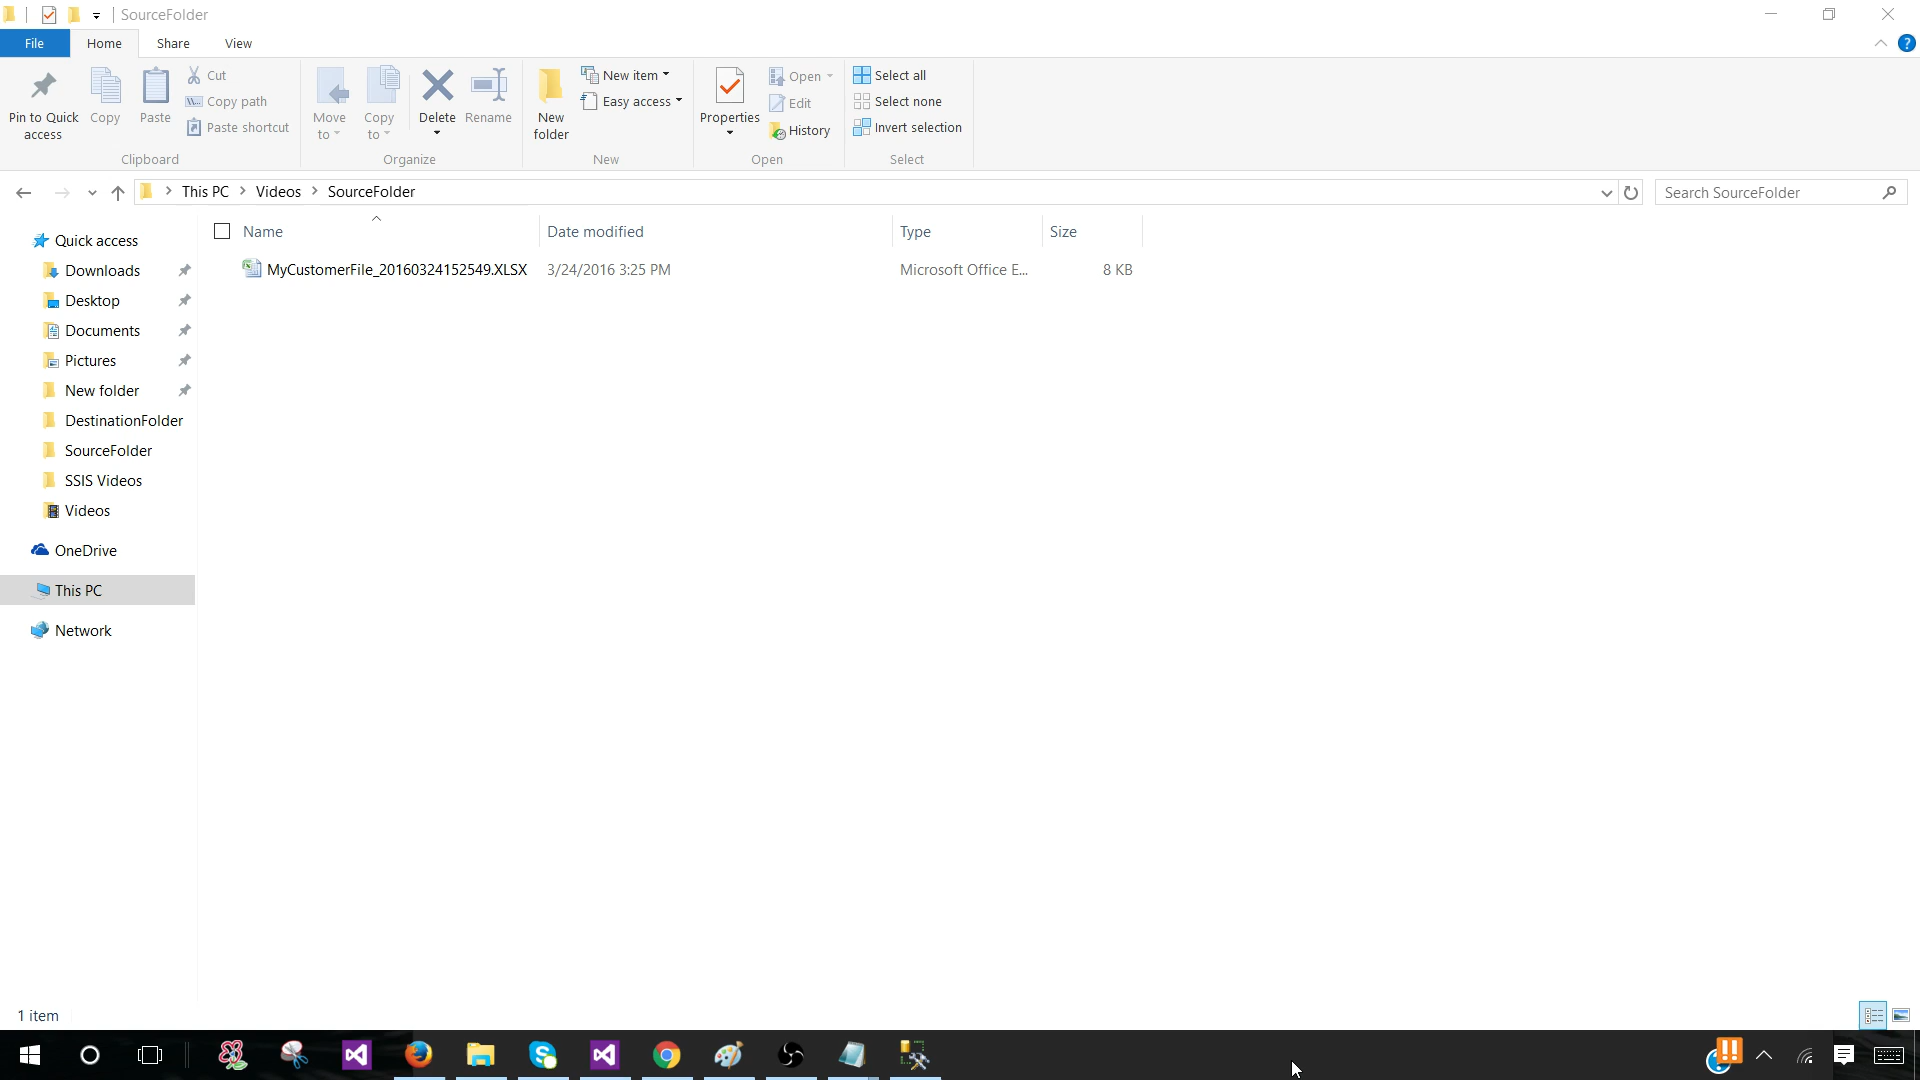 SourceFolder
File Home Share View
Pin to Quick access
Copy
Paste
Cut
Copy path
Paste shortcut
Clipboard
Move to
Copy to
Delete
Rename
Organize
New folder
New item
Easy access
New
Properties
Open
Edit
History
Open
Select all
Select none
Invert selection
Select
This PC Videos SourceFolder
Search SourceFolder
Name Date modified Type Size
MyCustomerFile_20160324152549.XLSX 3/24/2016 3:25 PM Microsoft Office E... 8 KB
Quick access
Downloads
Desktop
Documents
Pictures
New folder
DestinationFolder
SourceFolder
SSIS Videos
Videos
OneDrive
This PC
Network
1 item